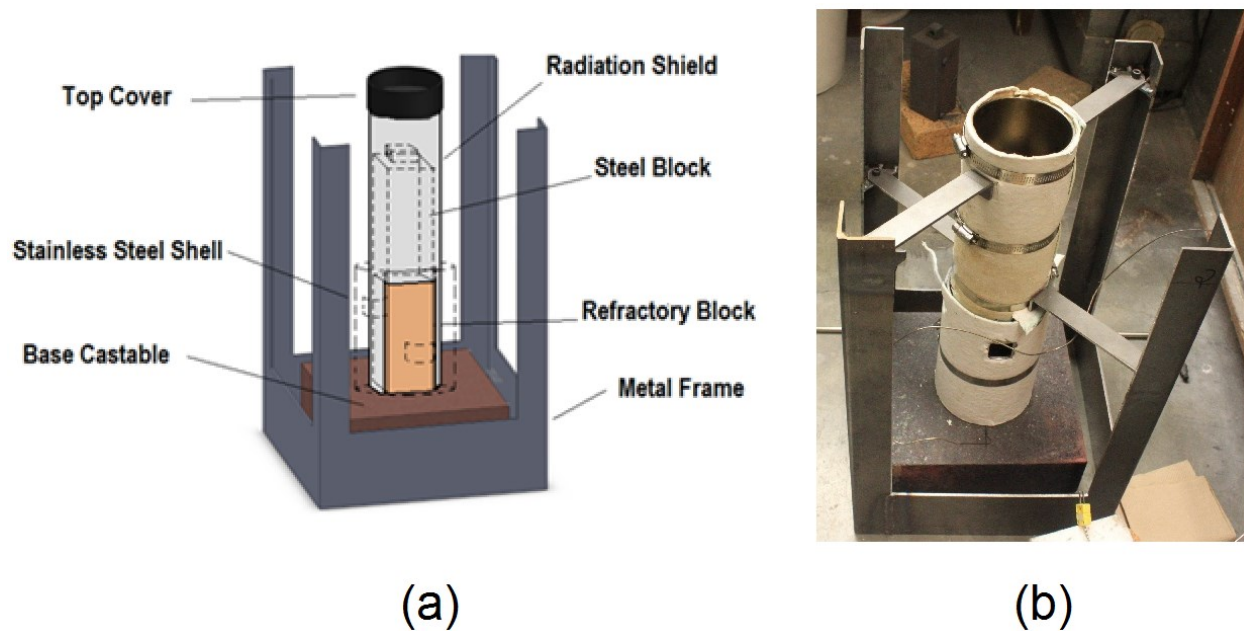 Top Cover
Radiation Shield
Steel Block
Stainless Steel Shell
Refractory Block
Base Castable
Metal Frame
(a)
(b)